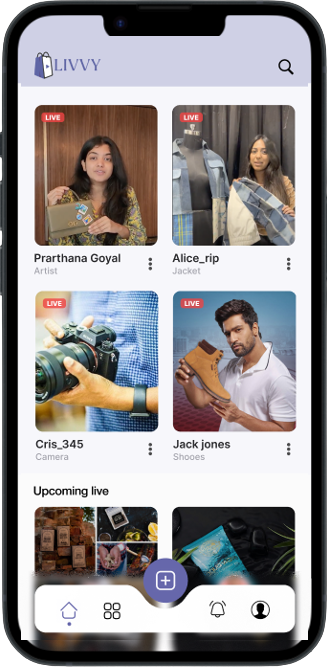 LIVVY
LIVE
LIVE
Prarthana Goyal
Artist
Alice_rip
Jacket
LIVE
LIVE
Cris_345
Camera
Jack jones
Shooes
Upcoming live